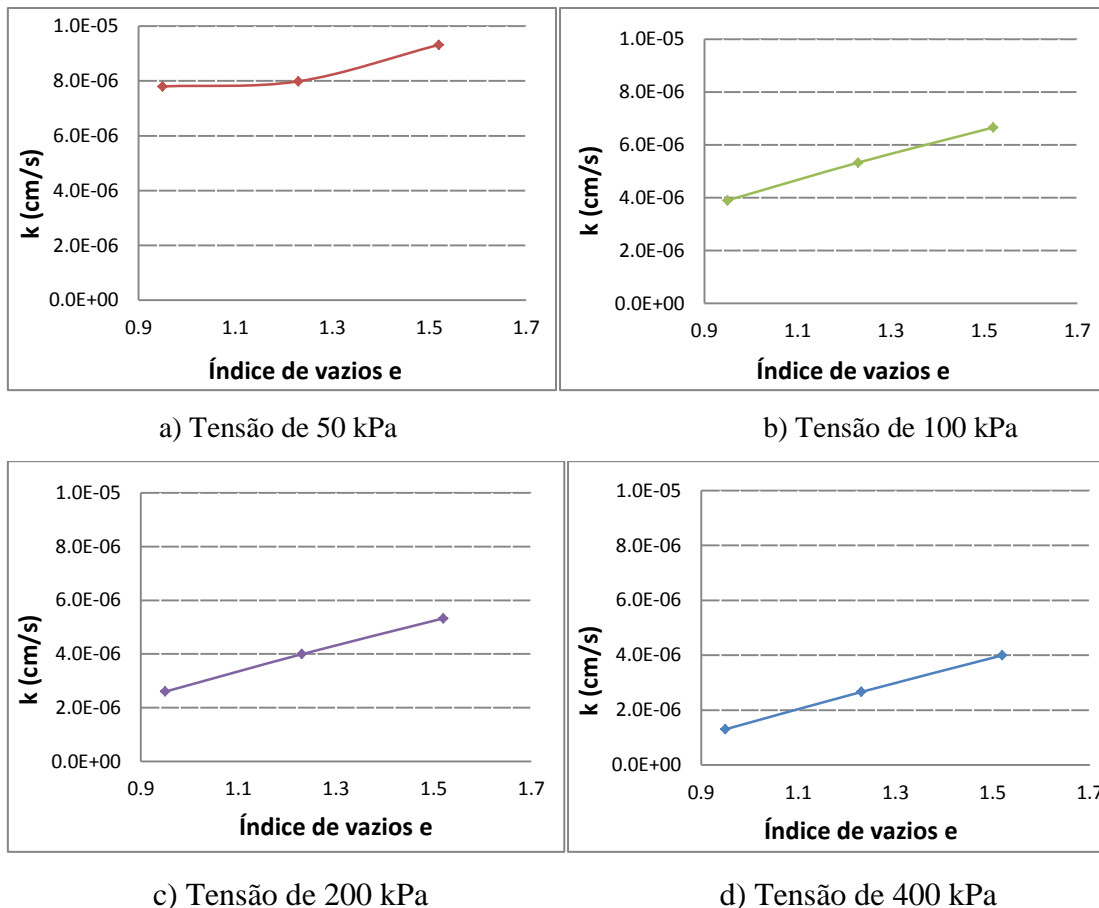 1.0E-05
8.0E-06
6.0E-06
4.0E-06
2.0E-06
0.0E+00
k (cm/s)
0.9 1.1 1.3 1.5 1.7
Índice de vazios e
a) Tensão de 50 kPa
1.0E-05
8.0E-06
6.0E-06
4.0E-06
2.0E-06
0.0E+00
k (cm/s)
0.9 1.1 1.3 1.5 1.7
Índice de vazios e
b) Tensão de 100 kPa
1.0E-05
8.0E-06
6.0E-06
4.0E-06
2.0E-06
0.0E+00
k (cm/s)
0.9 1.1 1.3 1.5 1.7
Índice de vazios e
c) Tensão de 200 kPa
1.0E-05
8.0E-06
6.0E-06
4.0E-06
2.0E-06
0.0E+00
k (cm/s)
0.9 1.1 1.3 1.5 1.7
Índice de vazios e
d) Tensão de 400 kPa